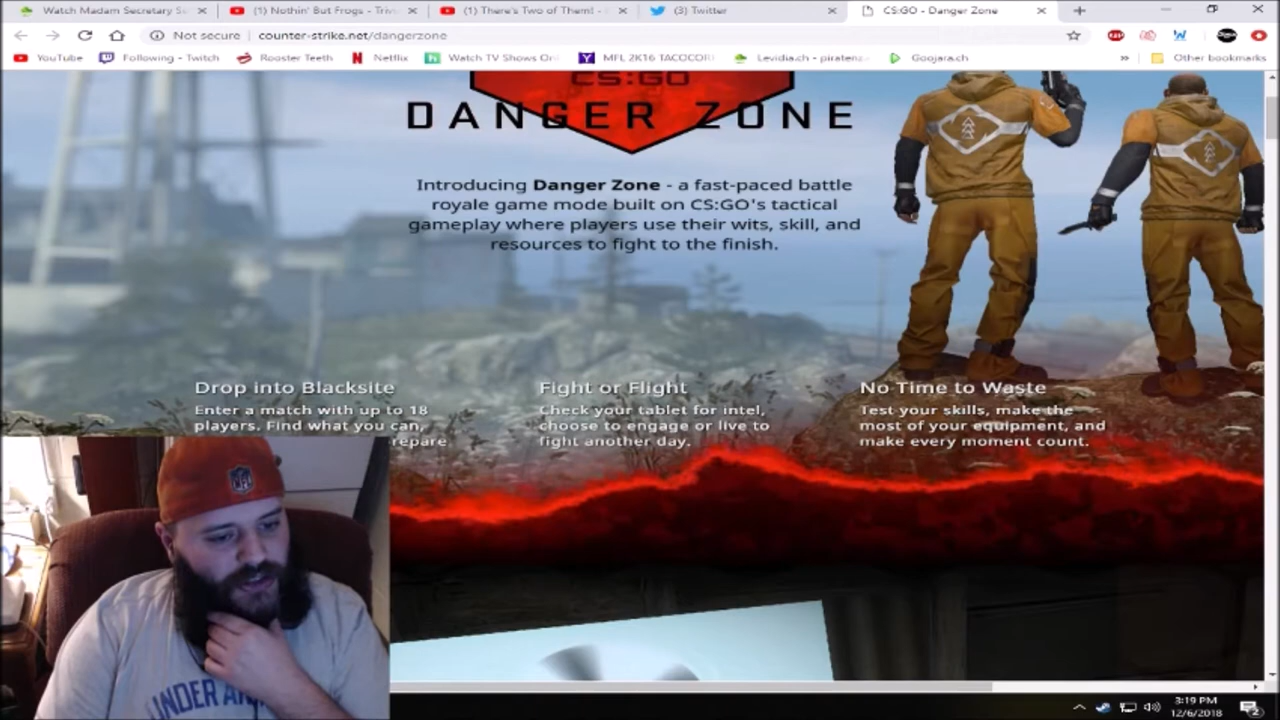 Watch Madam Secretary Se
(1) Nothin' But Frogs - Triv
(1) There's Two of Them! -
(3) Twitter
CS:GO - Danger Zone
Not secure | counter-strike.net/dangerzone
YouTube
Following - Twitch
Rooster Teeth
Netflix
Watch TV Shows Onl
MFL 2K16 TACOCORI
Levidia.ch - piratenz
Goojara.ch
»
Other bookmarks
CS:GO
DANGER ZONE
Introducing Danger Zone - a fast-paced battle
royale game mode built on CS:GO's tactical
gameplay where players use their wits, skill, and
resources to fight to the finish.
Drop into Blacksite
Enter a match with up to 18
players. Find what you can,
repare
Fight or Flight
Check your tablet for intel,
choose to engage or live to
fight another day.
No Time to Waste
Test your skills, make the
most of your equipment, and
make every moment count.
NFL
UNDER AR
3:19 PM
12/6/2018
2